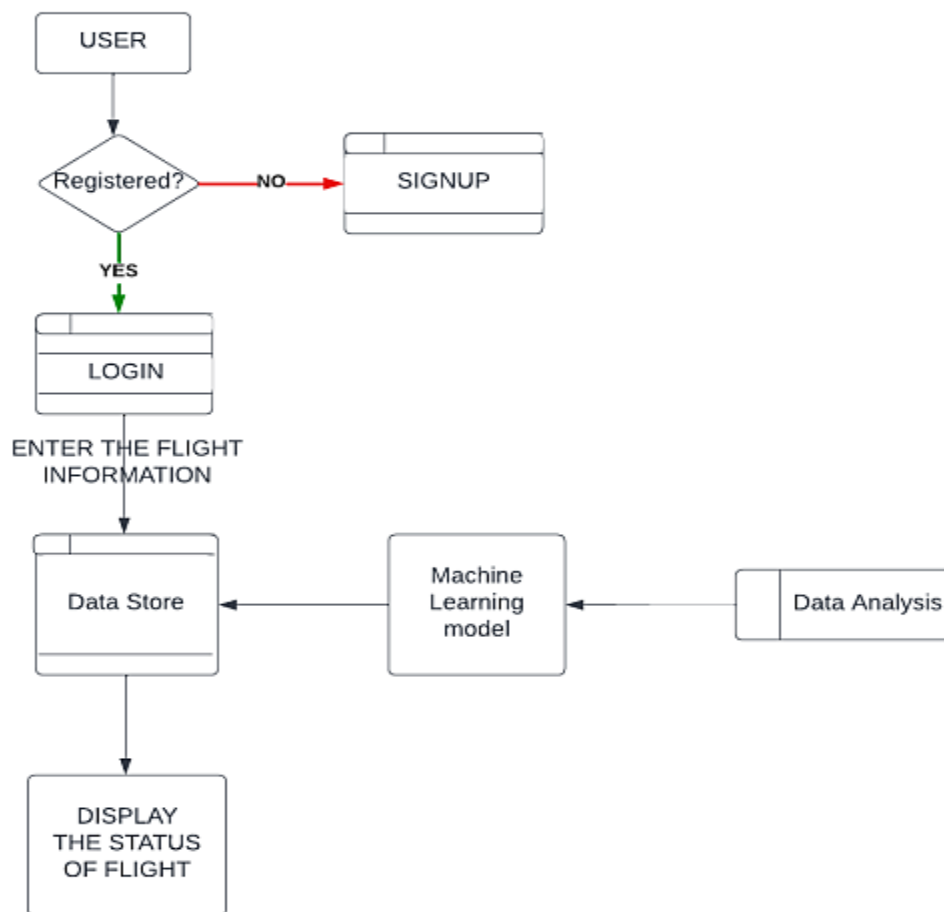 USER
Registered?
NO
SIGNUP
YES
LOGIN
ENTER THE FLIGHT
INFORMATION
Data Store
Machine
Learning
model
Data Analysis
DISPLAY
THE STATUS
OF FLIGHT